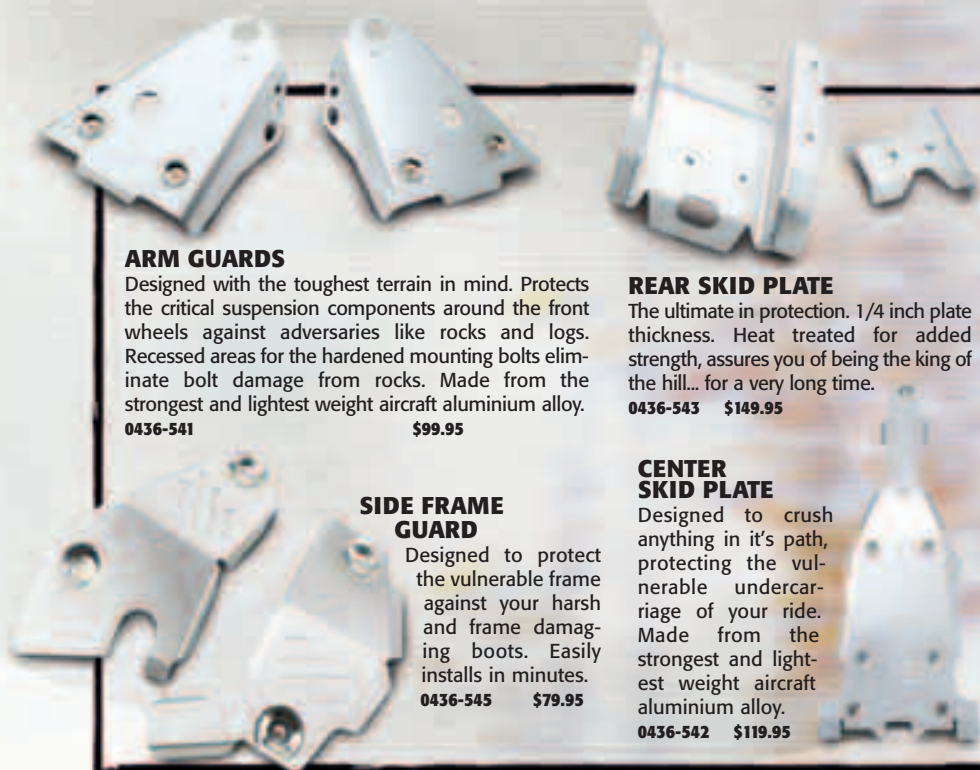 ARM GUARDS
Designed with the toughest terrain in mind. Protects
the critical suspension components around the front
wheels against adversaries like rocks and logs.
Recessed areas for the hardened mounting bolts elim-
inate bolt damage from rocks. Made from the
strongest and lightest weight aircraft aluminium alloy.
0436-541 $99.95
REAR SKID PLATE
The ultimate in protection. 1/4 inch plate
thickness. Heat treated for added
strength, assures you of being the king of
the hill... for a very long time.
0436-543 $149.95
SIDE FRAME
GUARD
Designed to protect
the vulnerable frame
against your harsh
and frame damag-
ing boots. Easily
installs in minutes.
0436-545 $79.95
CENTER
SKID PLATE
Designed to crush
anything in it's path,
protecting the vul-
nerable undercar-
riage of your ride.
Made from the
strongest and light-
est weight aircraft
aluminium alloy.
0436-542 $119.95